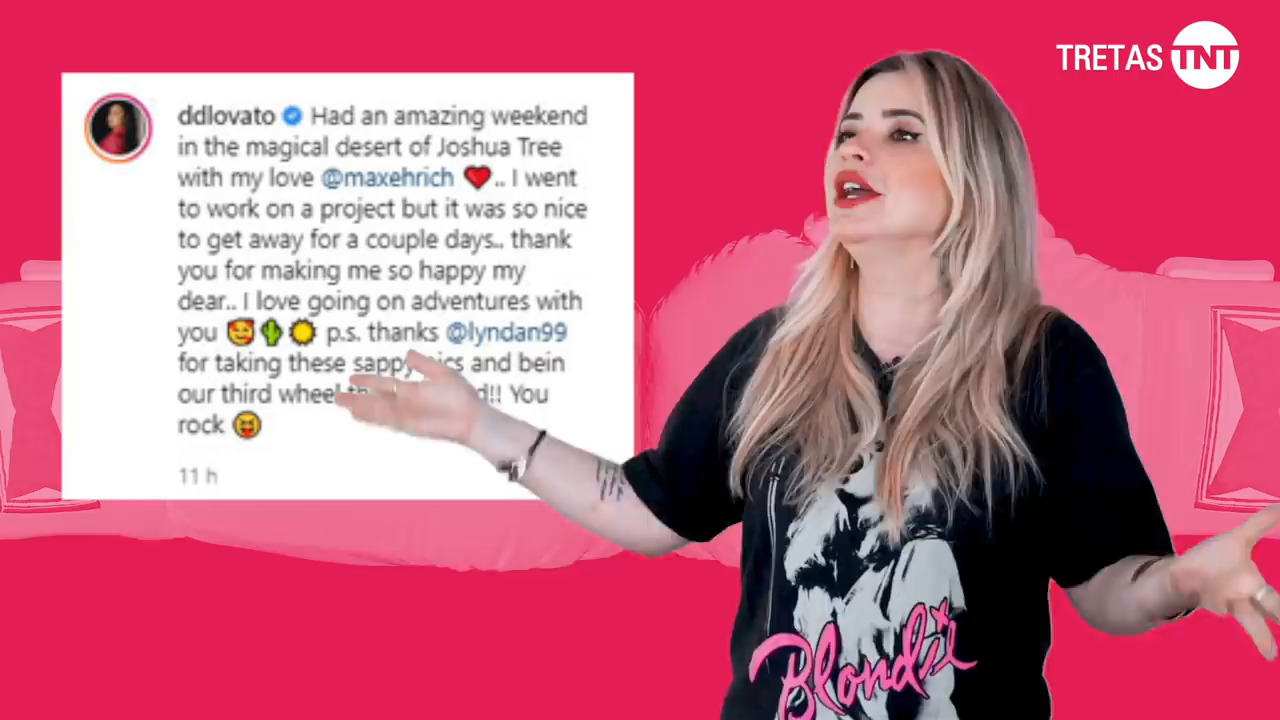 TRETAS TNT
ddlovato Had an amazing weekend
in the magical desert of Joshua Tree
with my love @maxehrich ❤️.. I went
to work on a project but it was so nice
to get away for a couple days.. thank
you for making me so happy my
dear.. I love going on adventures with
you 🥰🌵☀️ p.s. thanks @lyndan99
for taking these sappy and bein
our third wheel You
rock 😝
11 h
Blondie